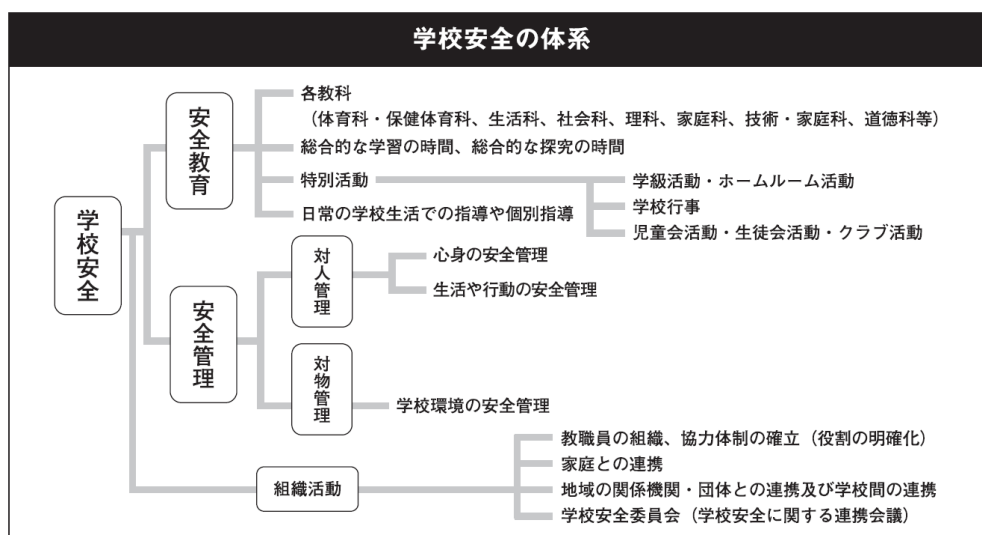 学校安全の体系
学校安全
安全教育
各教科
（体育科・保健体育科、生活科、社会科、理科、家庭科、技術・家庭科、道徳科等）
総合的な学習の時間、総合的な探究の時間
特別活動
学級活動・ホームルーム活動
学校行事
児童会活動・生徒会活動・クラブ活動
日常の学校生活での指導や個別指導
安全管理
対人管理
心身の安全管理
生活や行動の安全管理
対物管理
学校環境の安全管理
組織活動
教職員の組織、協力体制の確立（役割の明確化）
家庭との連携
地域の関係機関・団体との連携及び学校間の連携
学校安全委員会（学校安全に関する連携会議）